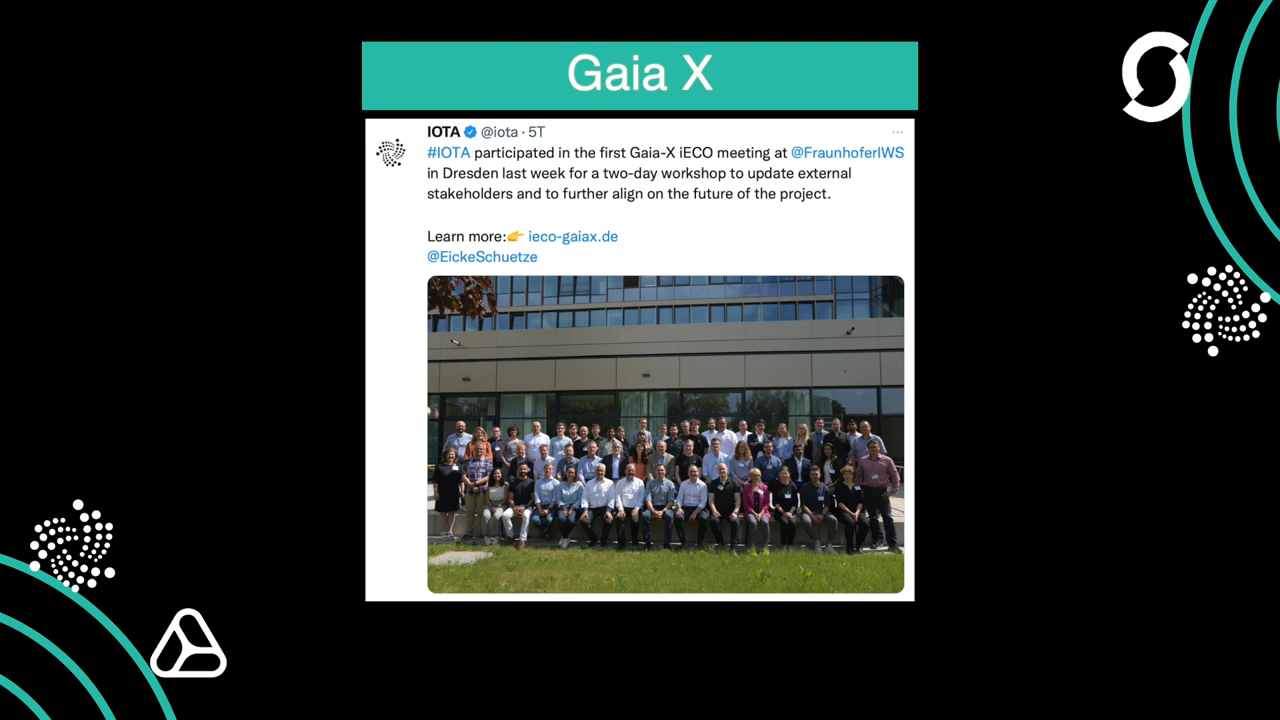 Gaia X
IOTA @iota · 5T
#IOTA participated in the first Gaia-X iECO meeting at @FraunhoferIWS
in Dresden last week for a two-day workshop to update external
stakeholders and to further align on the future of the project.
Learn more:👉 ieco-gaiax.de
@EickeSchuetze